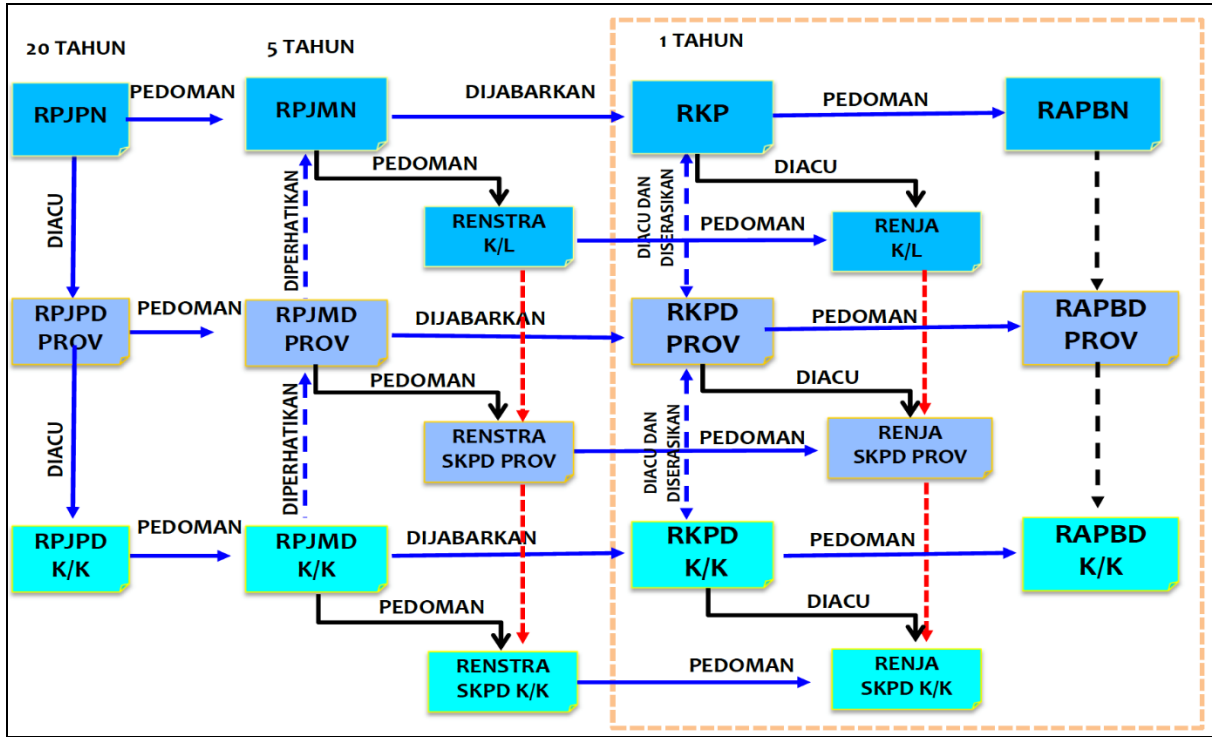 20 TAHUN
5 TAHUN
1 TAHUN
RPJPN
PEDOMAN
RPJMN
DIJABARKAN
RKP
PEDOMAN
RAPBN
DIACU
DIPERHATIKAN
PEDOMAN
RENSTRA
K/L
PEDOMAN
DIACU DAN
DISERASIKAN
DIACU
RENJA
K/L
RPJPD
PROV
PEDOMAN
RPJMD
PROV
DIJABARKAN
RKPD
PROV
PEDOMAN
RAPBD
PROV
DIACU
DIPERHATIKAN
PEDOMAN
RENSTRA
SKPD PROV
PEDOMAN
DIACU DAN
DISERASIKAN
DIACU
RENJA
SKPD PROV
RPJPD
K/K
PEDOMAN
RPJMD
K/K
DIJABARKAN
RKPD
K/K
PEDOMAN
RAPBD
K/K
PEDOMAN
RENSTRA
SKPD K/K
PEDOMAN
DIACU
RENJA
SKPD K/K